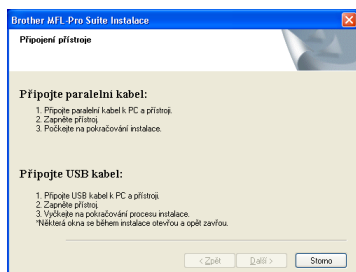 Brother MFL-Pro Suite Instalace
Připojení přístroje
Připojte paralelní kabel:
1. Připojte paralelní kabel k PC a přístroji.
2. Zapněte přístroj.
3. Počkejte na pokračování instalace.
Připojte USB kabel:
1. Připojte USB kabel k PC a přístroji.
2. Zapněte přístroj.
3. Vyčkejte na pokračování procesu instalace.
*Některá okna se během instalace otevřou a opět zavřou.
< Zpět Další > Storno